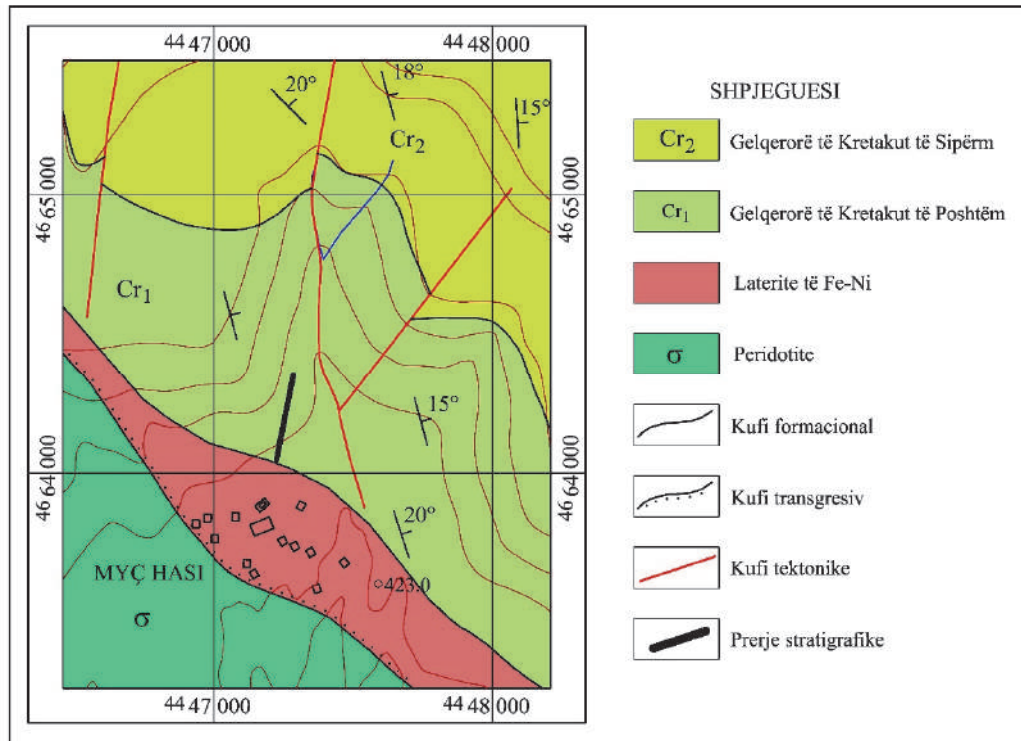 44 47 000
44 48 000
20°
18°
15°
Cr2
46 65 000
46 65 000
Cr1
15°
46 64 000
46 64 000
20°
MYÇ HASI
423.0
σ
44 47 000
44 48 000
SHPJEGUESI
Cr2 Gelqerorë të Kretakut të Sipërm
Cr1 Gelqerorë të Kretakut të Poshtëm
Laterite të Fe-Ni
σ Peridotite
Kufi formacional
Kufi transgresiv
Kufi tektonike
Prerje stratigrafike